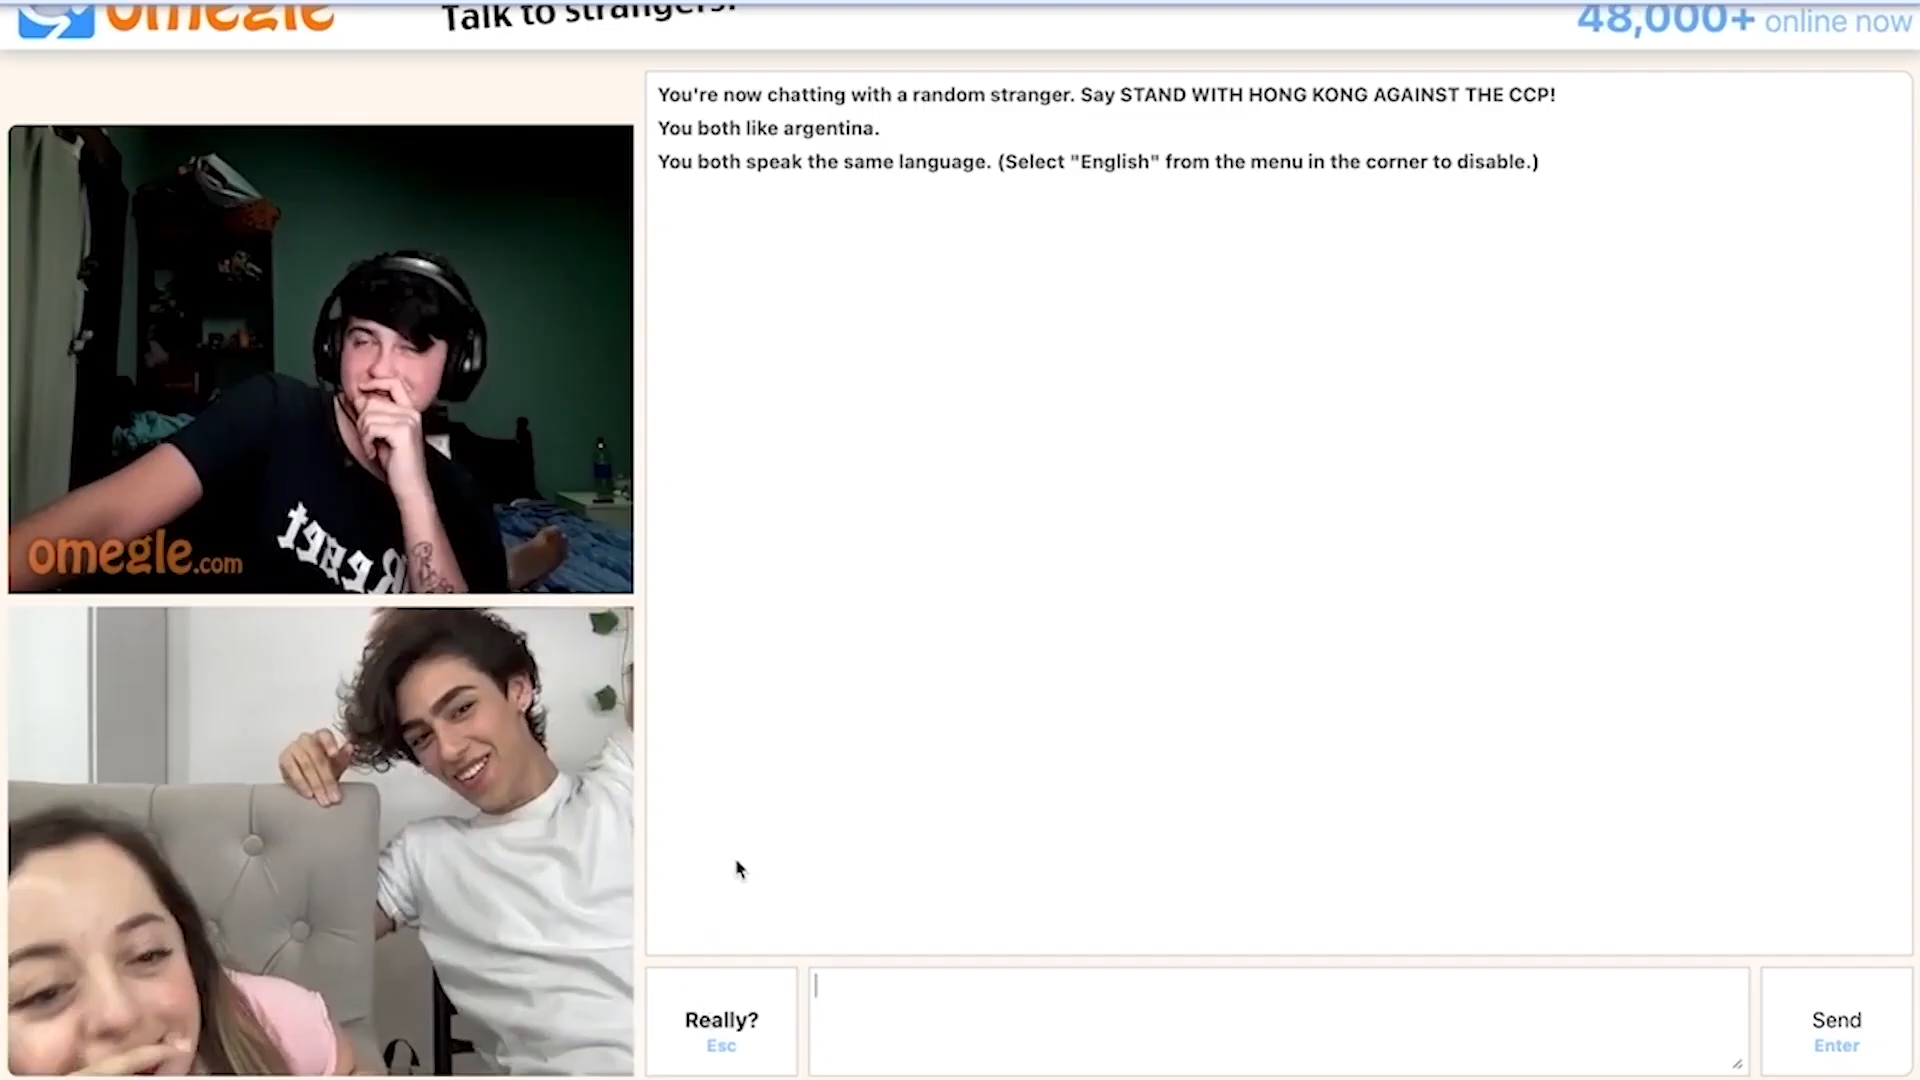 omegle
Talk to strangers!
48,000+ online now
You're now chatting with a random stranger. Say STAND WITH HONG KONG AGAINST THE CCP!
You both like argentina.
You both speak the same language. (Select "English" from the menu in the corner to disable.)
omegle.com
Rebet
Really?
Esc
Send
Enter